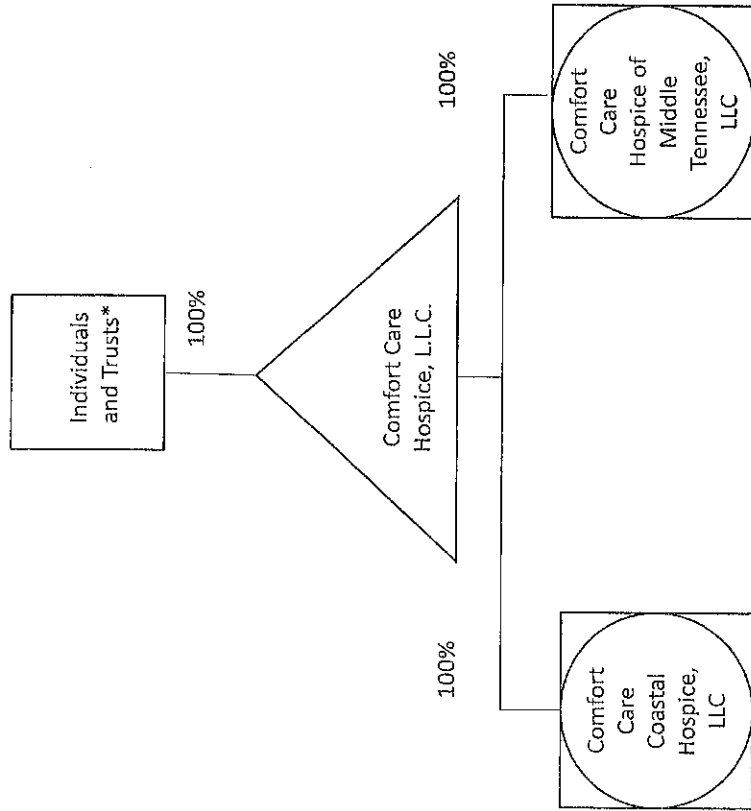 Individuals
and Trusts*
100%
Comfort Care
Hospice, L.L.C.
100%
100%
Comfort
Care
Coastal
Hospice,
LLC
Comfort
Care
Hospice of
Middle
Tennessee,
LLC